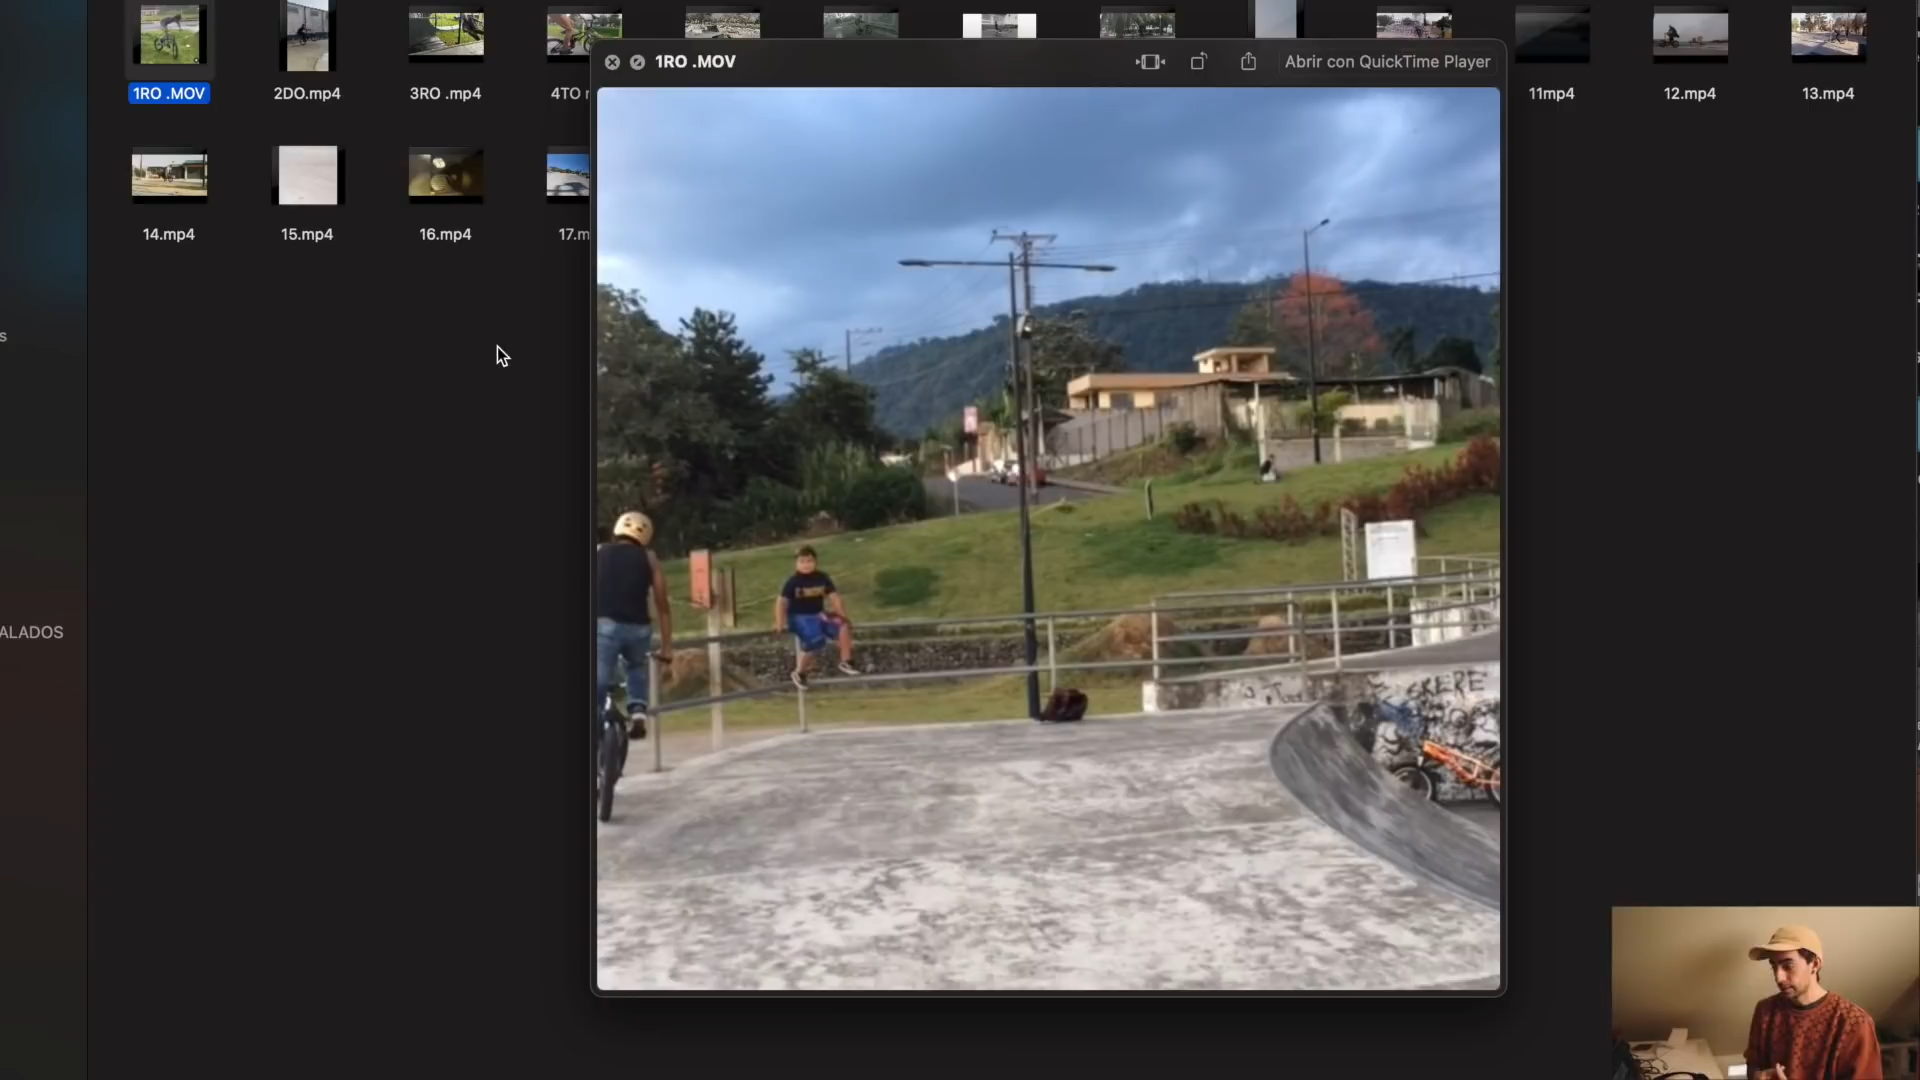 1RO .MOV
Abrir con QuickTime Player
1RO .MOV
2DO.mp4
3RO .mp4
4TO
11mp4
12.mp4
13.mp4
14.mp4
15.mp4
16.mp4
17.m
s
ALADOS
SKERE